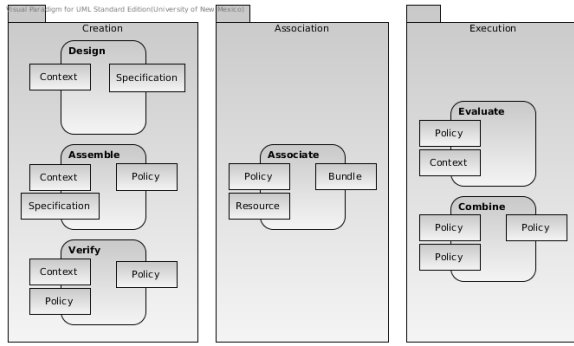 Visual Paradigm for UML Standard Edition(University of New Mexico)
Creation
Design
Context
Specification
Assemble
Context
Policy
Specification
Verify
Context
Policy
Policy
Association
Associate
Policy
Bundle
Resource
Execution
Evaluate
Policy
Context
Combine
Policy
Policy
Policy